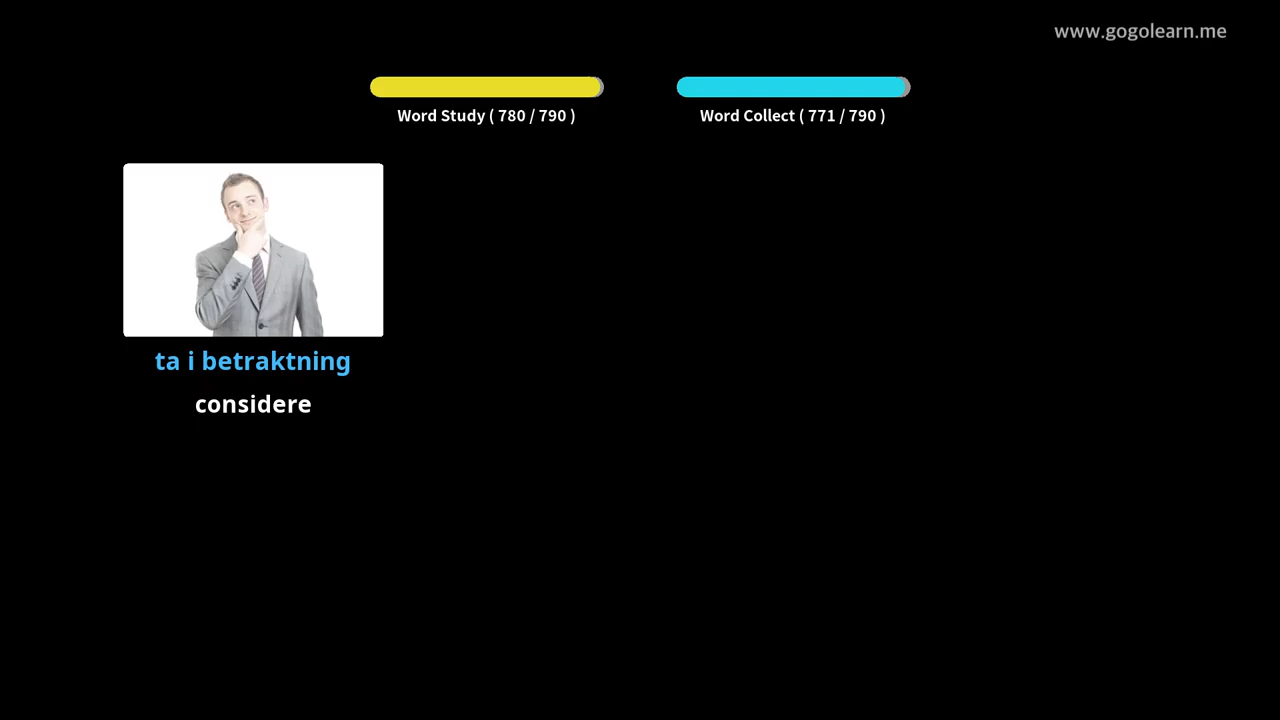 www.gogolearn.me
Word Study ( 780 / 790 )
Word Collect ( 771 / 790 )
ta i betraktning
considere